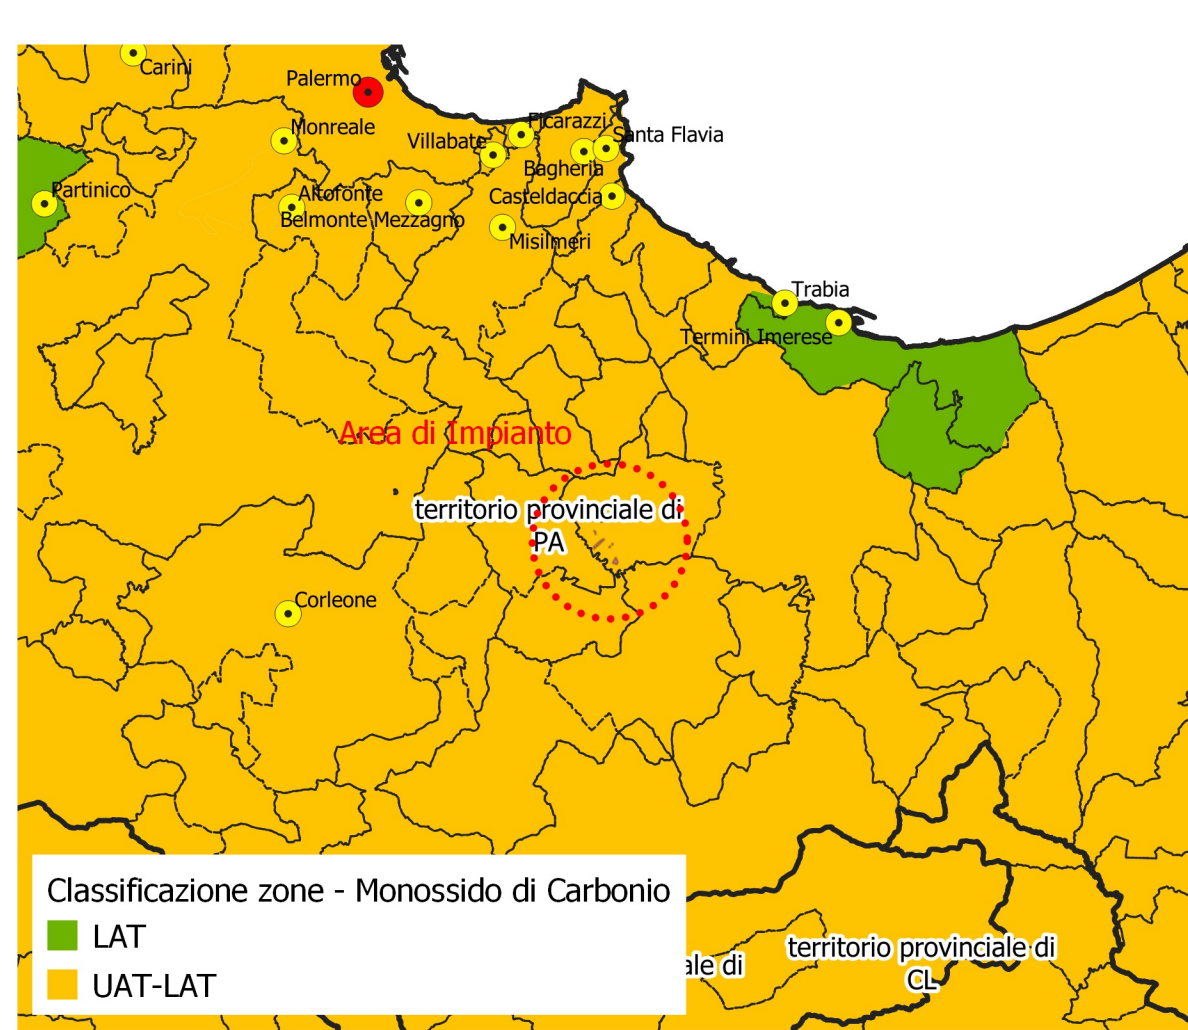 Carini
Palermo
Monreale
Ficarazzi
Santa Flavia
Villabate
Bagheria
Partinico
Altofonte
Casteldaccia
Belmonte Mezzagno
Misilmeri
Trabia
Termini Imerese
Area di Impianto
territorio provinciale di
PA
Corleone
Classificazione zone - Monossido di Carbonio
LAT
UAT-LAT
ale di
territorio provinciale di
CL